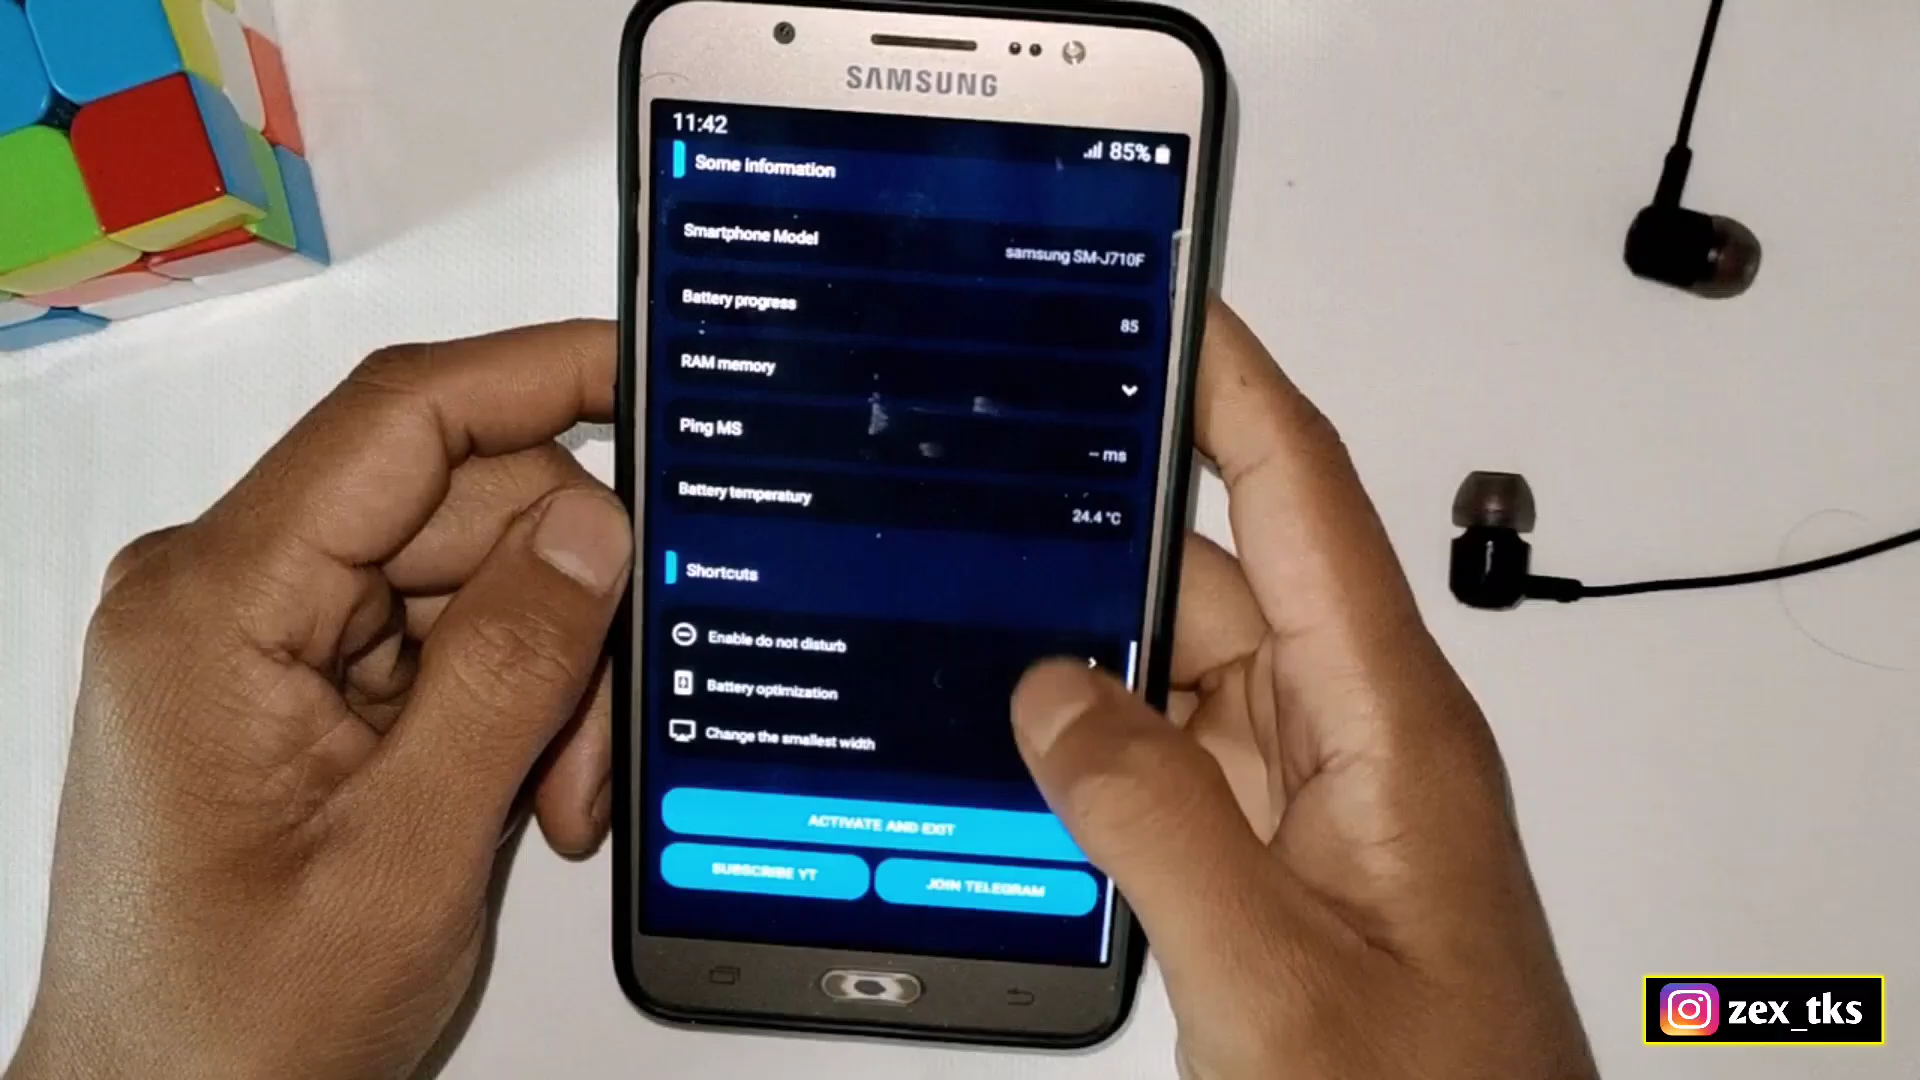 SAMSUNG
11:42
85%
Some information
Smartphone Model
samsung SM-J710F
Battery progress
85
RAM memory
Ping MS
-- ms
Battery temperatury
24.4 °C
Shortcuts
Enable do not disturb
Battery optimization
Change the smallest width
ACTIVATE AND EXIT
SUBSCRIBE YT
JOIN TELEGRAM
zex_tks